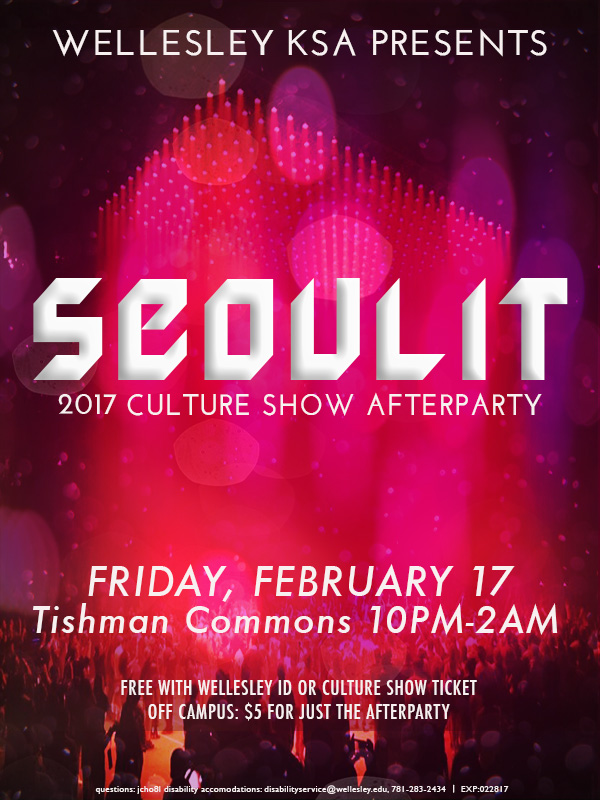 WELLESLEY KSA PRESENTS
SEOULIT
2017 CULTURE SHOW AFTERPARTY
FRIDAY, FEBRUARY 17
Tishman Commons 10PM-2AM
FREE WITH WELLESLEY ID OR CULTURE SHOW TICKET
OFF CAMPUS: $5 FOR JUST THE AFTERPARTY
questions: jcho8l disability accomodations: disabilityservice@wellesley.edu, 781-283-2434 | EXP:022817